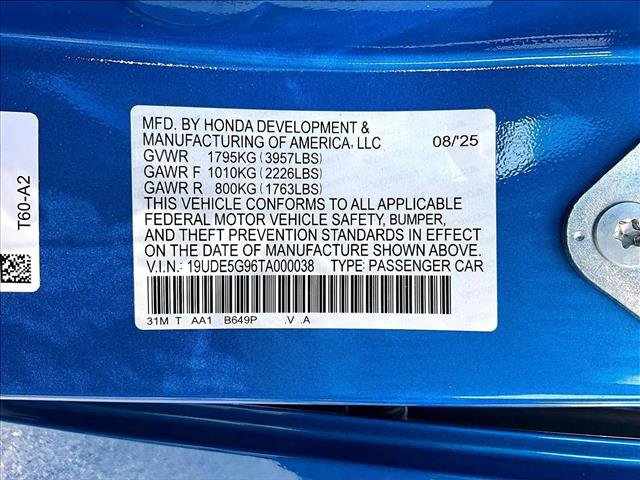 MFD. BY HONDA DEVELOPMENT &
MANUFACTURING OF AMERICA, LLC 08/'25
GVWR 1795KG (3957LBS)
GAWR F 1010KG (2226LBS)
GAWR R 800KG (1763LBS)
THIS VEHICLE CONFORMS TO ALL APPLICABLE
FEDERAL MOTOR VEHICLE SAFETY, BUMPER,
AND THEFT PREVENTION STANDARDS IN EFFECT
ON THE DATE OF MANUFACTURE SHOWN ABOVE.
V.I.N.: 19UDE5G96TA000038 TYPE: PASSENGER CAR
31M T AA1 B649P .V .A
T60-A2